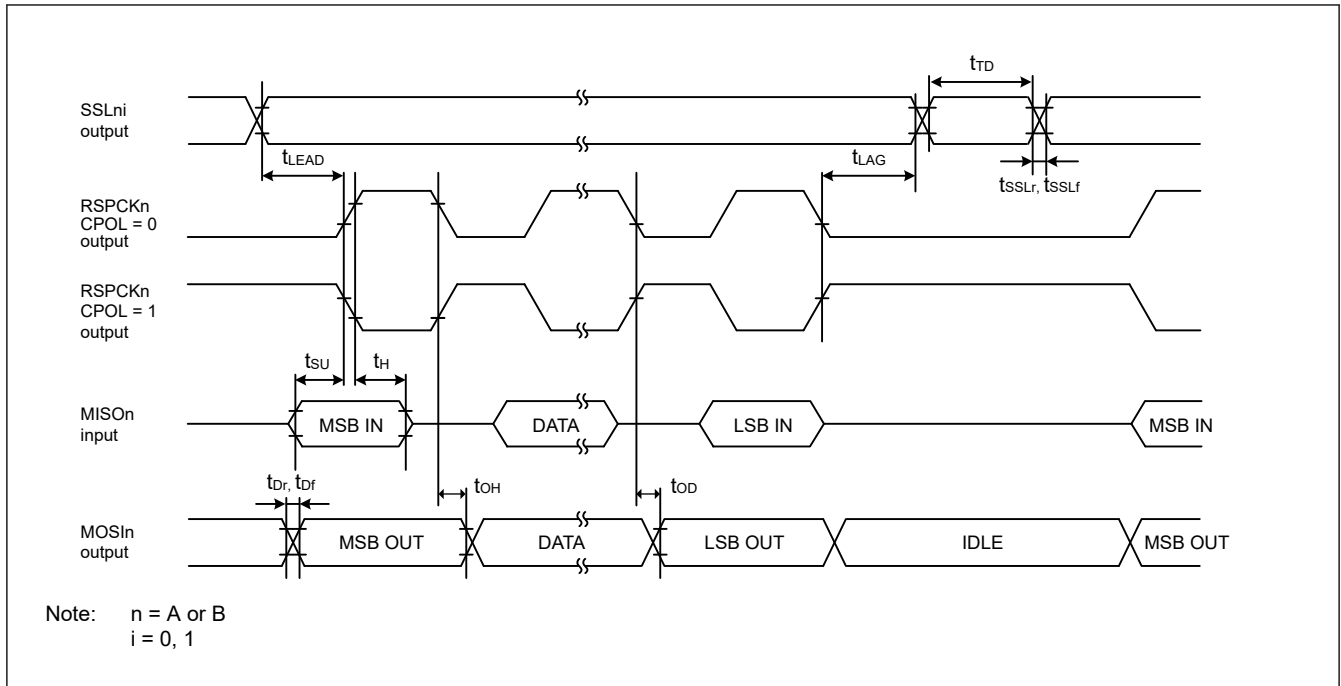 tTD
SSLni
output
tLEAD
tLAG
tSSLr, tSSLf
RSPCKn
CPOL = 0
output
RSPCKn
CPOL = 1
output
tSU
tH
MISOn
input
MSB IN
DATA
LSB IN
MSB IN
tDr, tDf
tOH
tOD
MOSIn
output
MSB OUT
DATA
LSB OUT
IDLE
MSB OUT
Note: n = A or B
i = 0, 1